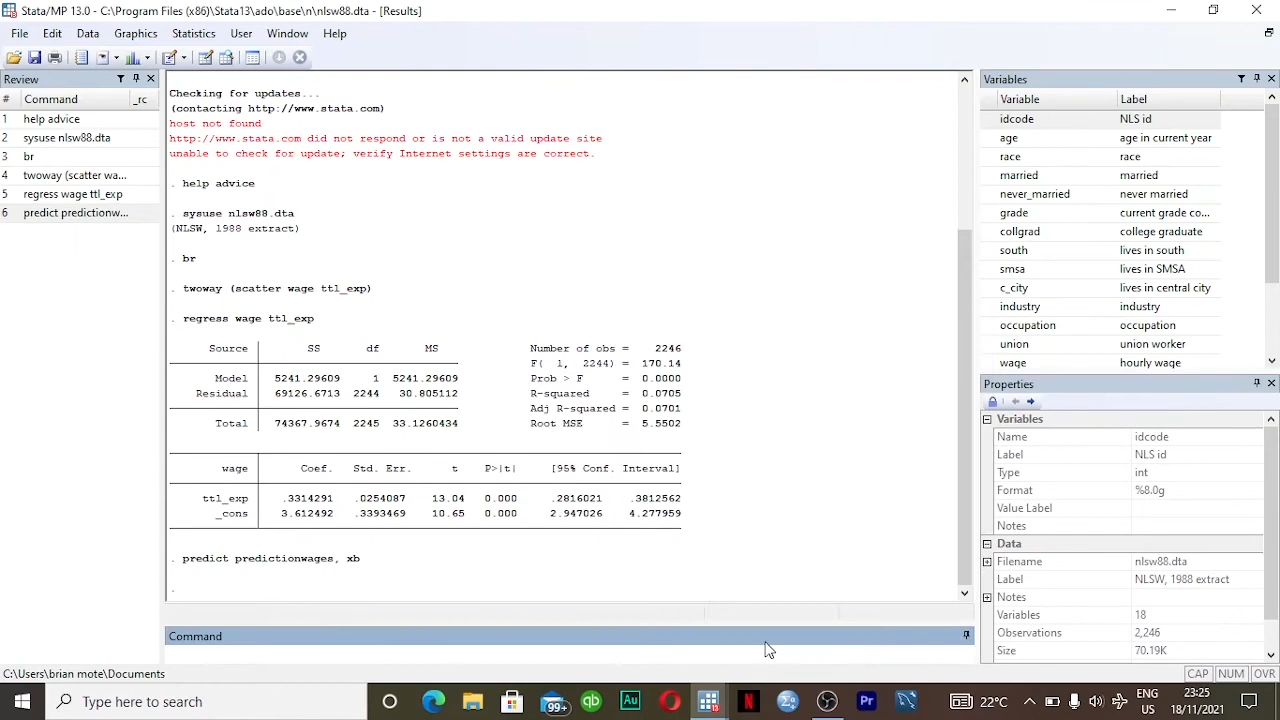 Stata/MP 13.0 - C:\Program Files (x86)\Stata13\ado\base\n\nlsw88.dta - [Results]
File Edit Data Graphics Statistics User Window Help
Review
# Command _rc
1 help advice
2 sysuse nlsw88.dta
3 br
4 twoway (scatter wa...
5 regress wage ttl_exp
6 predict predictionw...
Checking for updates...
(contacting http://www.stata.com)
host not found
http://www.stata.com did not respond or is not a valid update site
unable to check for update; verify Internet settings are correct.
. help advice
. sysuse nlsw88.dta
(NLSW, 1988 extract)
. br
. twoway (scatter wage ttl_exp)
. regress wage ttl_exp
Source SS df MS Number of obs = 2246
F( 1, 2244) = 170.14
Model 5241.29609 1 5241.29609 Prob > F = 0.0000
Residual 69126.6713 2244 30.805112 R-squared = 0.0705
Adj R-squared = 0.0701
Total 74367.9674 2245 33.1260434 Root MSE = 5.5502
wage Coef. Std. Err. t P>|t| [95% Conf. Interval]
ttl_exp .3314291 .0254087 13.04 0.000 .2816021 .3812562
_cons 3.612492 .3393469 10.65 0.000 2.947026 4.277959
. predict predictionwages, xb
.
Command
Variables
Variable Label
idcode NLS id
age age in current year
race race
married married
never_married never married
grade current grade co...
collgrad college graduate
south lives in south
smsa lives in SMSA
c_city lives in central city
industry industry
occupation occupation
union union worker
wage hourly wage
Properties
Variables
Name idcode
Label NLS id
Type int
Format %8.0g
Value Label
Notes
Data
Filename nlsw88.dta
Label NLSW, 1988 extract
Notes
Variables 18
Observations 2,246
Size 70.19K
C:\Users\brian mote\Documents
CAP NUM OVR
Type here to search
99+
qb
Au
N
Pr
22°C
ENG
US
23:25
18/11/2021